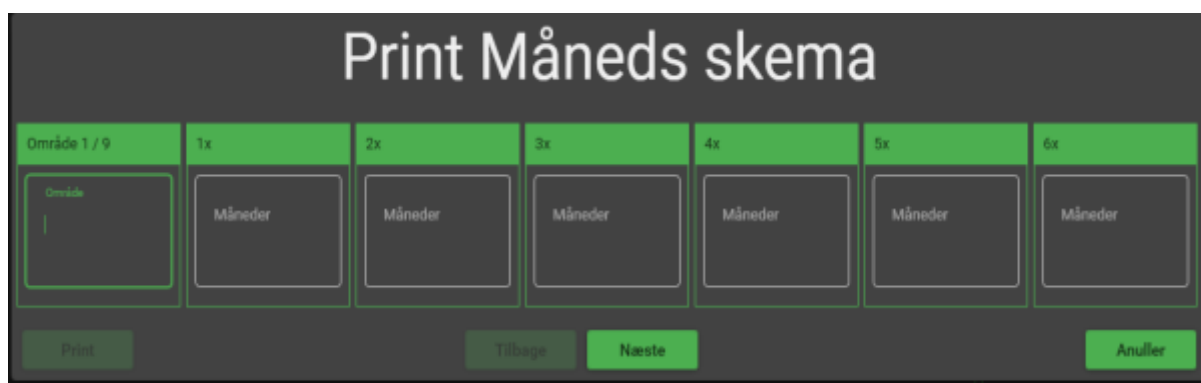 Print Måneds skema
Område 1 / 9 1x 2x 3x 4x 5x 6x
Område
Måneder Måneder Måneder Måneder Måneder Måneder
Print Tilbage Næste Anuller